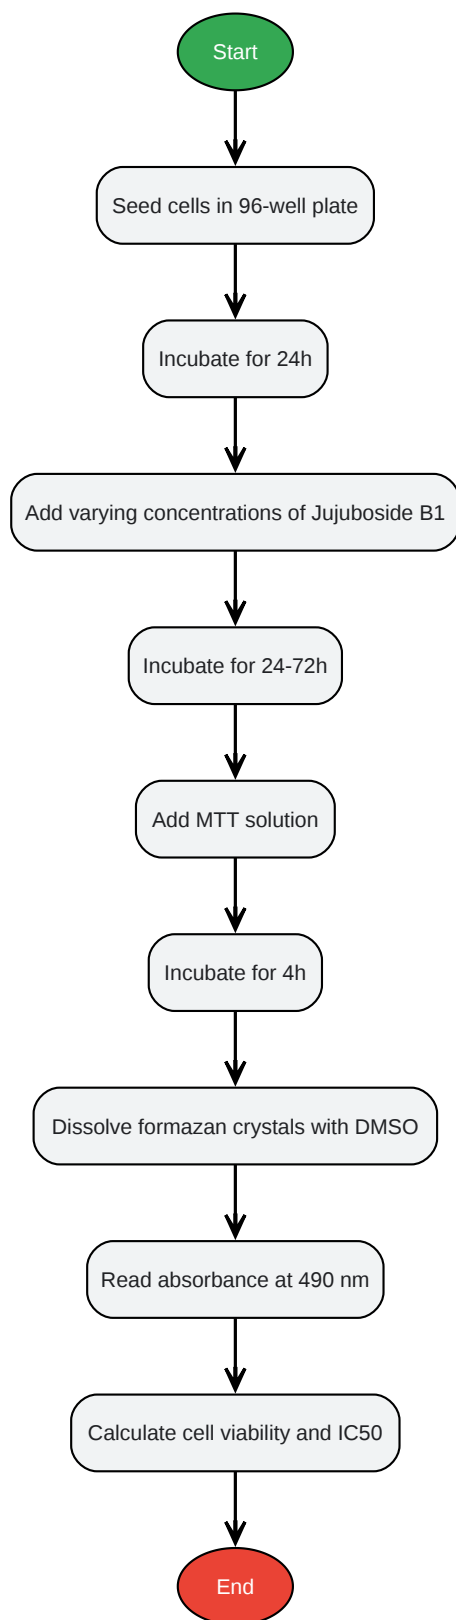 Start
Seed cells in 96-well plate
Incubate for 24h
Add varying concentrations of Jujuboside B1
Incubate for 24-72h
Add MTT solution
Incubate for 4h
Dissolve formazan crystals with DMSO
Read absorbance at 490 nm
Calculate cell viability and IC50
End